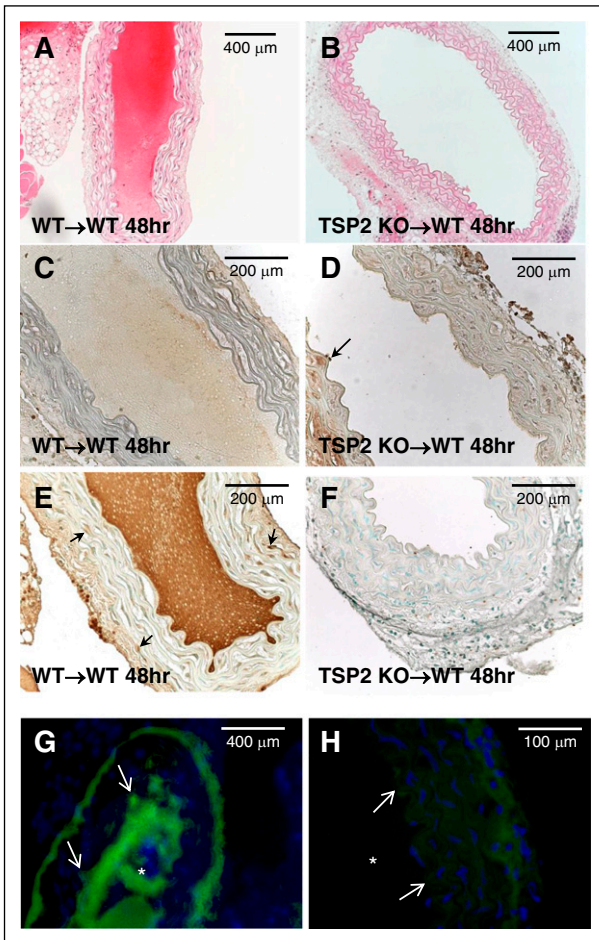 A
400 μm
WT→WT 48hr
B
400 μm
TSP2 KO→WT 48hr
C
200 μm
WT→WT 48hr
D
200 μm
TSP2 KO→WT 48hr
E
200 μm
WT→WT 48hr
F
200 μm
TSP2 KO→WT 48hr
G
400 μm
*
H
100 μm
*